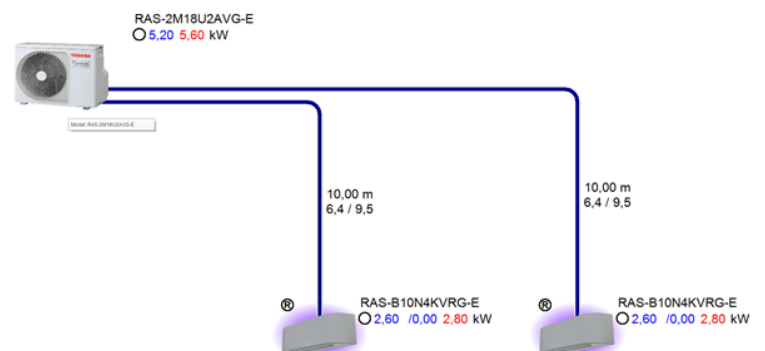 RAS-2M18U2AVG-E
5,20 5,60 kW
TOSHIBA
Model: RAS-2M18U2AVG-E
10,00 m
6,4 / 9,5
10,00 m
6,4 / 9,5
® RAS-B10N4KVRG-E
2,60 /0,00 2,80 kW
® RAS-B10N4KVRG-E
2,60 /0,00 2,80 kW